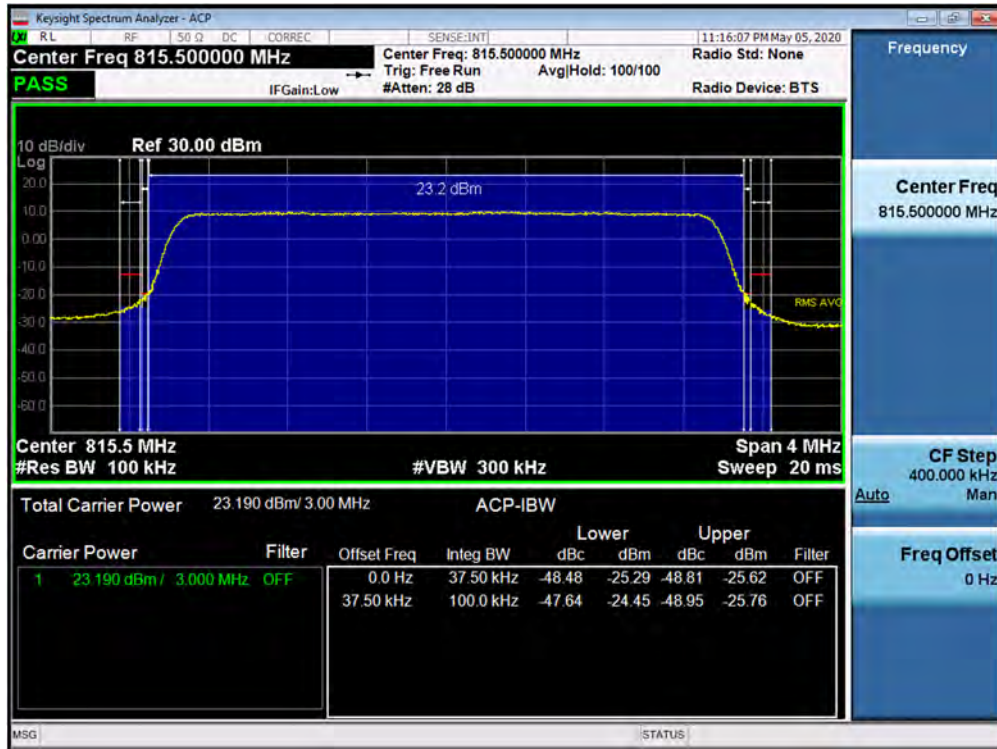 Keysight Spectrum Analyzer - ACP
RL RF 50 Ω DC CORREC SENSE:INT 11:16:07 PM May 05, 2020
Center Freq 815.500000 MHz Center Freq: 815.500000 MHz Radio Std: None
Trig: Free Run Avg|Hold: 100/100
PASS IFGain:Low #Atten: 28 dB Radio Device: BTS
Frequency
10 dB/div Ref 30.00 dBm
Log
20.0
23.2 dBm
10.0
0.00
-10.0
-20.0
RMS AVG
-30.0
-40.0
-50.0
-60.0
Center 815.5 MHz Span 4 MHz
#Res BW 100 kHz #VBW 300 kHz Sweep 20 ms
Center Freq
815.500000 MHz
CF Step
400.000 kHz
Auto Man
Freq Offset
0 Hz
Total Carrier Power 23.190 dBm/ 3.00 MHz ACP-IBW
Lower Upper
Carrier Power Filter Offset Freq Integ BW dBc dBm dBc dBm Filter
1 23.190 dBm / 3.000 MHz OFF 0.0 Hz 37.50 kHz -48.48 -25.29 -48.81 -25.62 OFF
37.50 kHz 100.0 kHz -47.64 -24.45 -48.95 -25.76 OFF
MSG STATUS